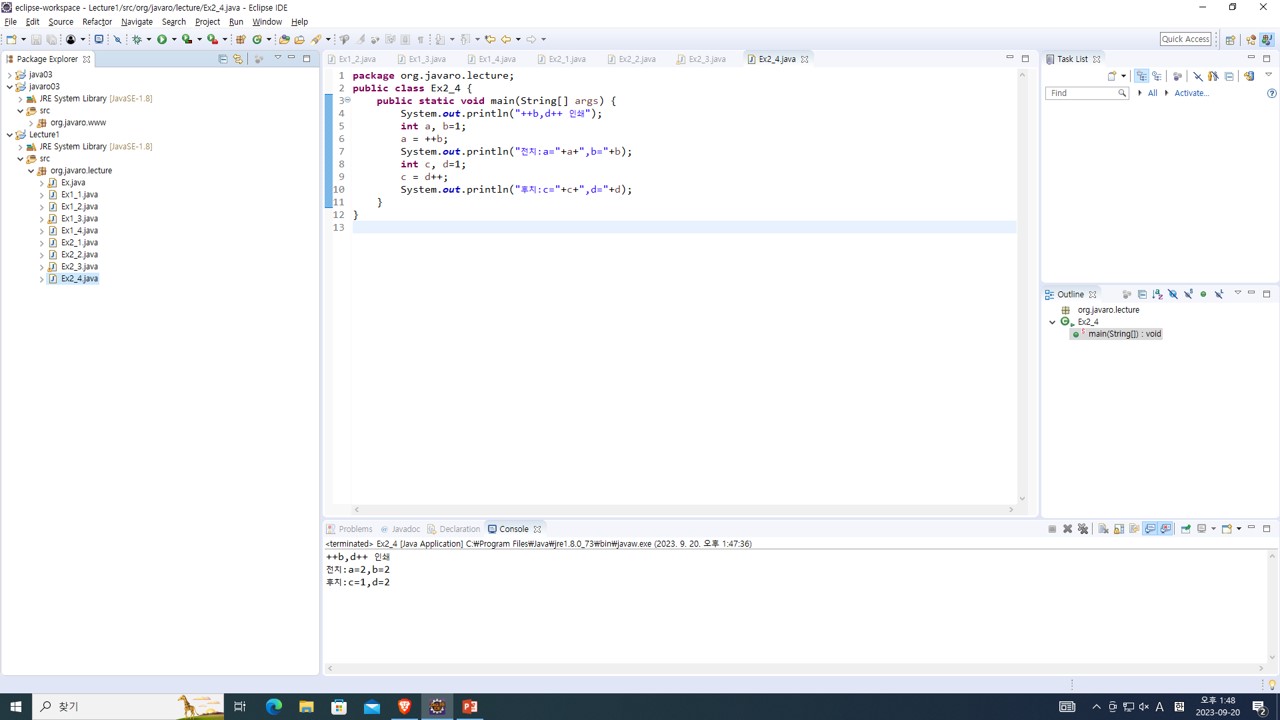 eclipse-workspace - Lecture1/src/org/javaro/lecture/Ex2_4.java - Eclipse IDE
File Edit Source Refactor Navigate Search Project Run Window Help
Quick Access
Package Explorer
java03
javaro03
JRE System Library [JavaSE-1.8]
src
org.javaro.www
Lecture1
JRE System Library [JavaSE-1.8]
src
org.javaro.lecture
Ex.java
Ex1_1.java
Ex1_2.java
Ex1_3.java
Ex1_4.java
Ex2_1.java
Ex2_2.java
Ex2_3.java
Ex2_4.java
Ex1_2.java Ex1_3.java Ex1_4.java Ex2_1.java Ex2_2.java Ex2_3.java Ex2_4.java
1 package org.javaro.lecture;
2 public class Ex2_4 {
3 public static void main(String[] args) {
4 System.out.println("++b,d++ 인쇄");
5 int a, b=1;
6 a = ++b;
7 System.out.println("전치:a="+a+",b="+b);
8 int c, d=1;
9 c = d++;
10 System.out.println("후치:c="+c+",d="+d);
11 }
12 }
13
Task List
Find All Activate...
Outline
org.javaro.lecture
Ex2_4
main(String[]) : void
Problems Javadoc Declaration Console
<terminated> Ex2_4 [Java Application] C:₩Program Files₩Java₩jre1.8.0_73₩bin₩javaw.exe (2023. 9. 20. 오후 1:47:36)
++b,d++ 인쇄
전치:a=2,b=2
후치:c=1,d=2
찾기
A 漢
오후 1:48
2023-09-20
2